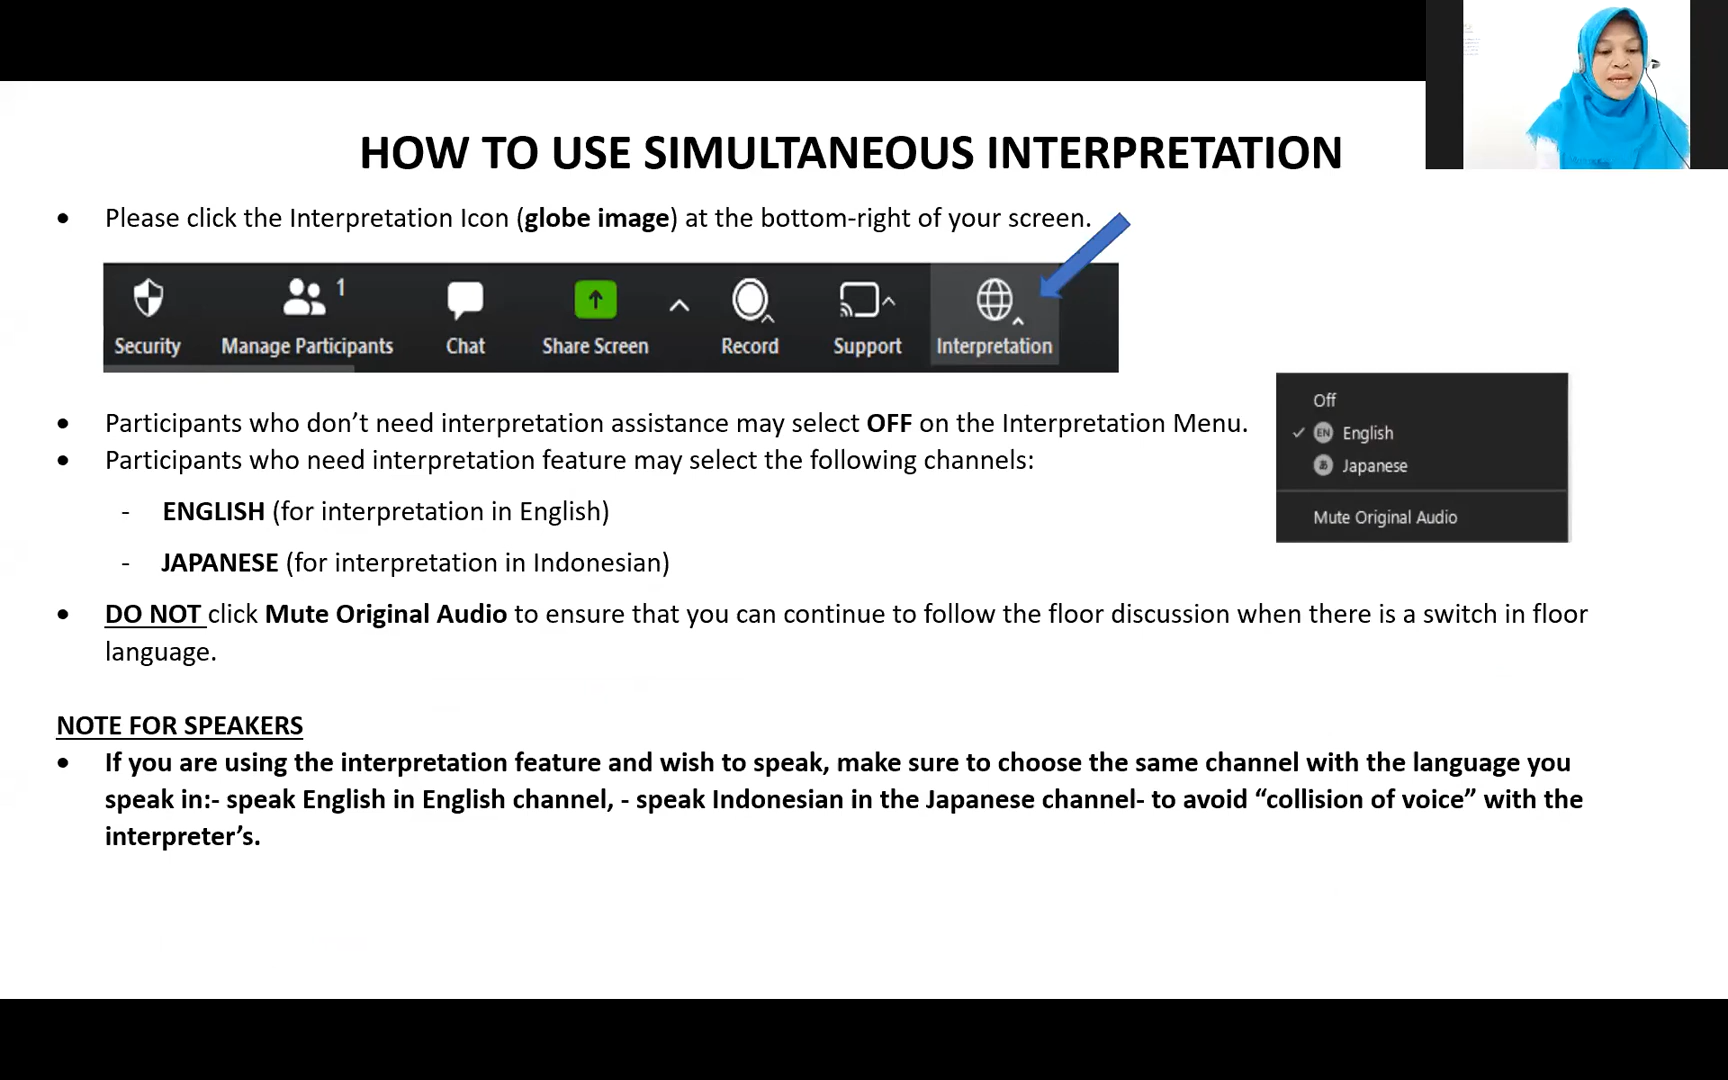 HOW TO USE SIMULTANEOUS INTERPRETATION
• Please click the Interpretation Icon (globe image) at the bottom-right of your screen.
1
Security Manage Participants Chat Share Screen Record Support Interpretation
• Participants who don’t need interpretation assistance may select OFF on the Interpretation Menu.
• Participants who need interpretation feature may select the following channels:
- ENGLISH (for interpretation in English)
- JAPANESE (for interpretation in Indonesian)
Off
EN English
あ Japanese
Mute Original Audio
• DO NOT click Mute Original Audio to ensure that you can continue to follow the floor discussion when there is a switch in floor
language.
NOTE FOR SPEAKERS
• If you are using the interpretation feature and wish to speak, make sure to choose the same channel with the language you
speak in:- speak English in English channel, - speak Indonesian in the Japanese channel- to avoid “collision of voice” with the
interpreter’s.